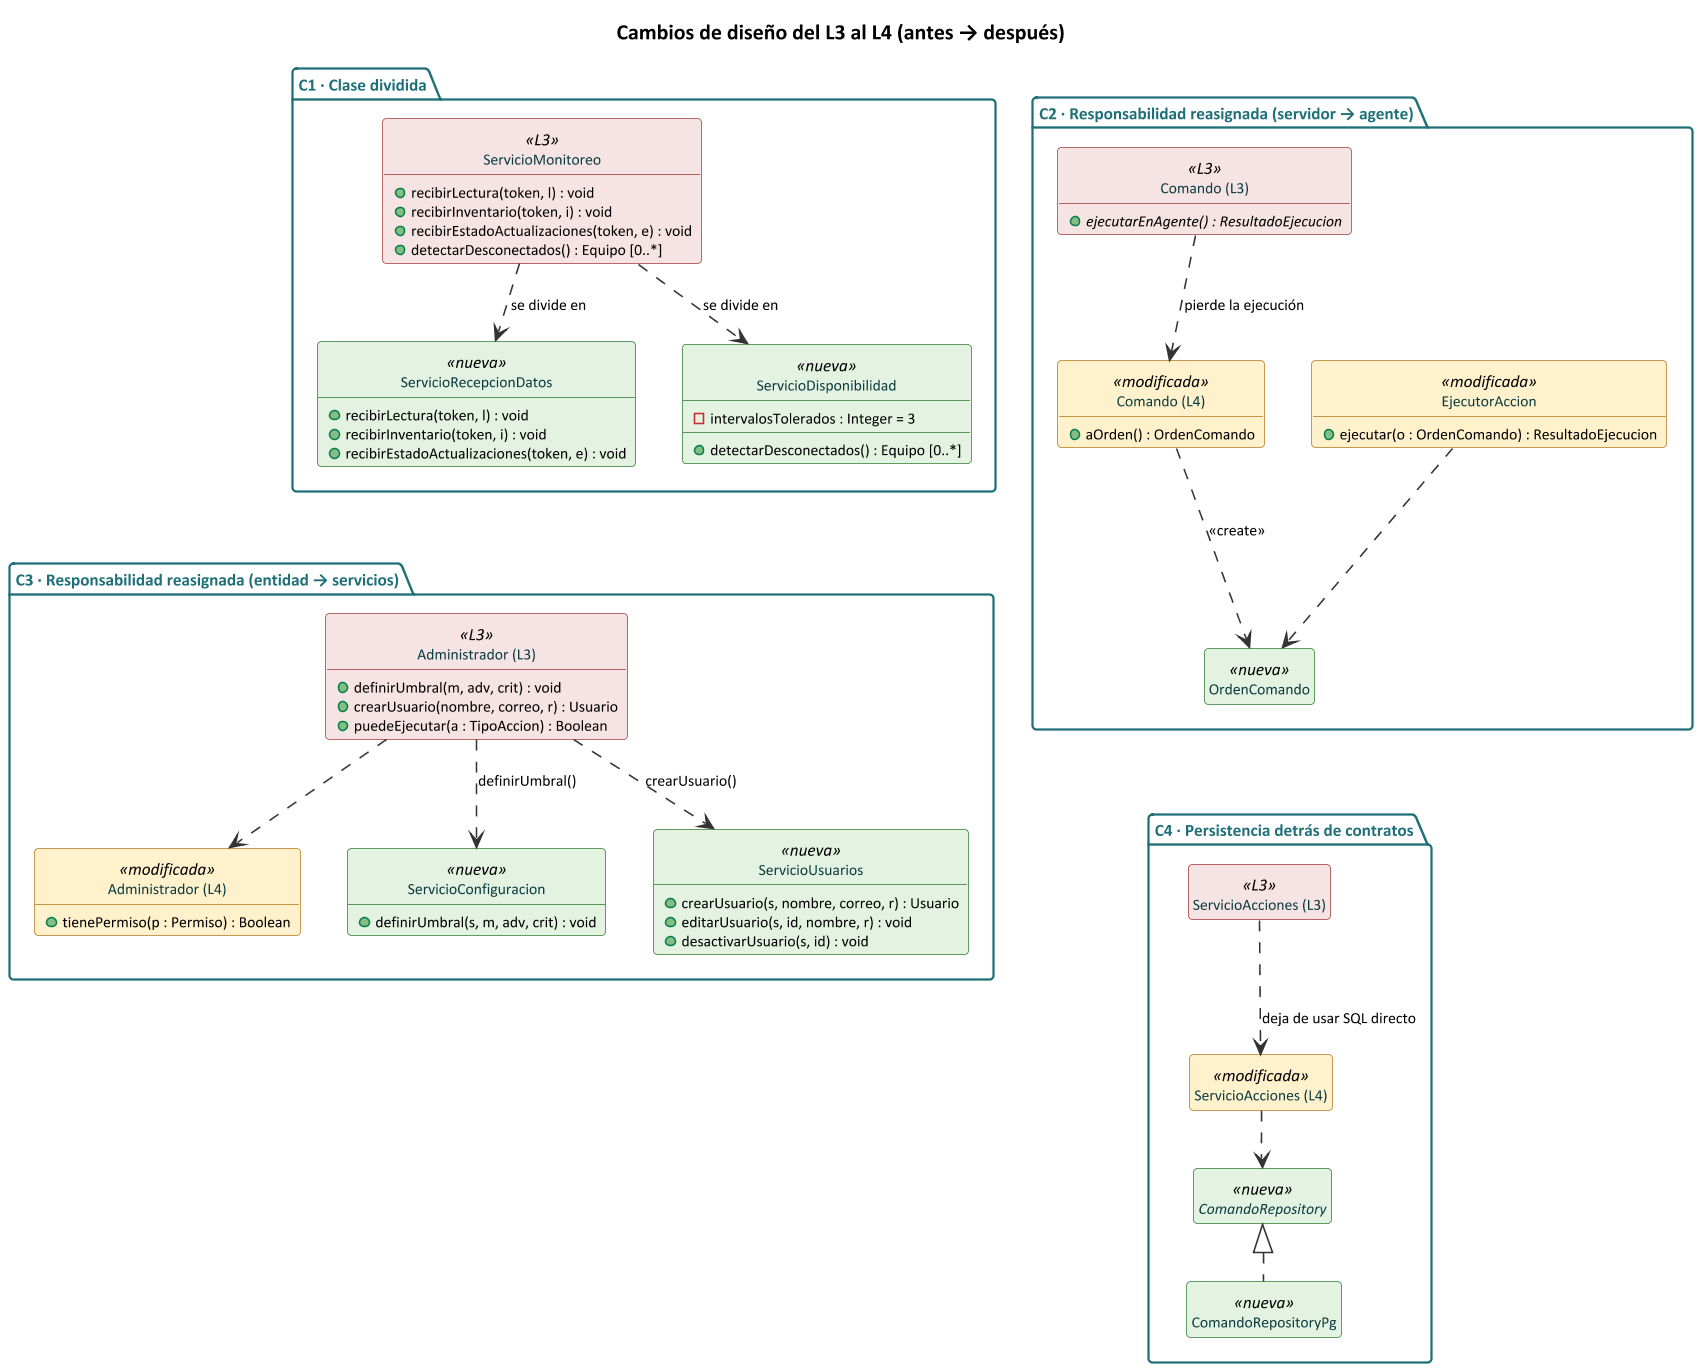 Cambios de diseño del L3 al L4 (antes → después)
C1 · Clase dividida
«L3»
ServicioMonitoreo
recibirLectura(token, l) : void
recibirInventario(token, i) : void
recibirEstadoActualizaciones(token, e) : void
detectarDesconectados() : Equipo [0..*]
se divide en
se divide en
«nueva»
ServicioRecepcionDatos
recibirLectura(token, l) : void
recibirInventario(token, i) : void
recibirEstadoActualizaciones(token, e) : void
«nueva»
ServicioDisponibilidad
intervalosTolerados : Integer = 3
detectarDesconectados() : Equipo [0..*]
C2 · Responsabilidad reasignada (servidor → agente)
«L3»
Comando (L3)
ejecutarEnAgente() : ResultadoEjecucion
pierde la ejecución
«modificada»
Comando (L4)
aOrden() : OrdenComando
«modificada»
EjecutorAccion
ejecutar(o : OrdenComando) : ResultadoEjecucion
«create»
«nueva»
OrdenComando
C3 · Responsabilidad reasignada (entidad → servicios)
«L3»
Administrador (L3)
definirUmbral(m, adv, crit) : void
crearUsuario(nombre, correo, r) : Usuario
puedeEjecutar(a : TipoAccion) : Boolean
definirUmbral()
crearUsuario()
«modificada»
Administrador (L4)
tienePermiso(p : Permiso) : Boolean
«nueva»
ServicioConfiguracion
definirUmbral(s, m, adv, crit) : void
«nueva»
ServicioUsuarios
crearUsuario(s, nombre, correo, r) : Usuario
editarUsuario(s, id, nombre, r) : void
desactivarUsuario(s, id) : void
C4 · Persistencia detrás de contratos
«L3»
ServicioAcciones (L3)
deja de usar SQL directo
«modificada»
ServicioAcciones (L4)
«nueva»
ComandoRepository
«nueva»
ComandoRepositoryPg